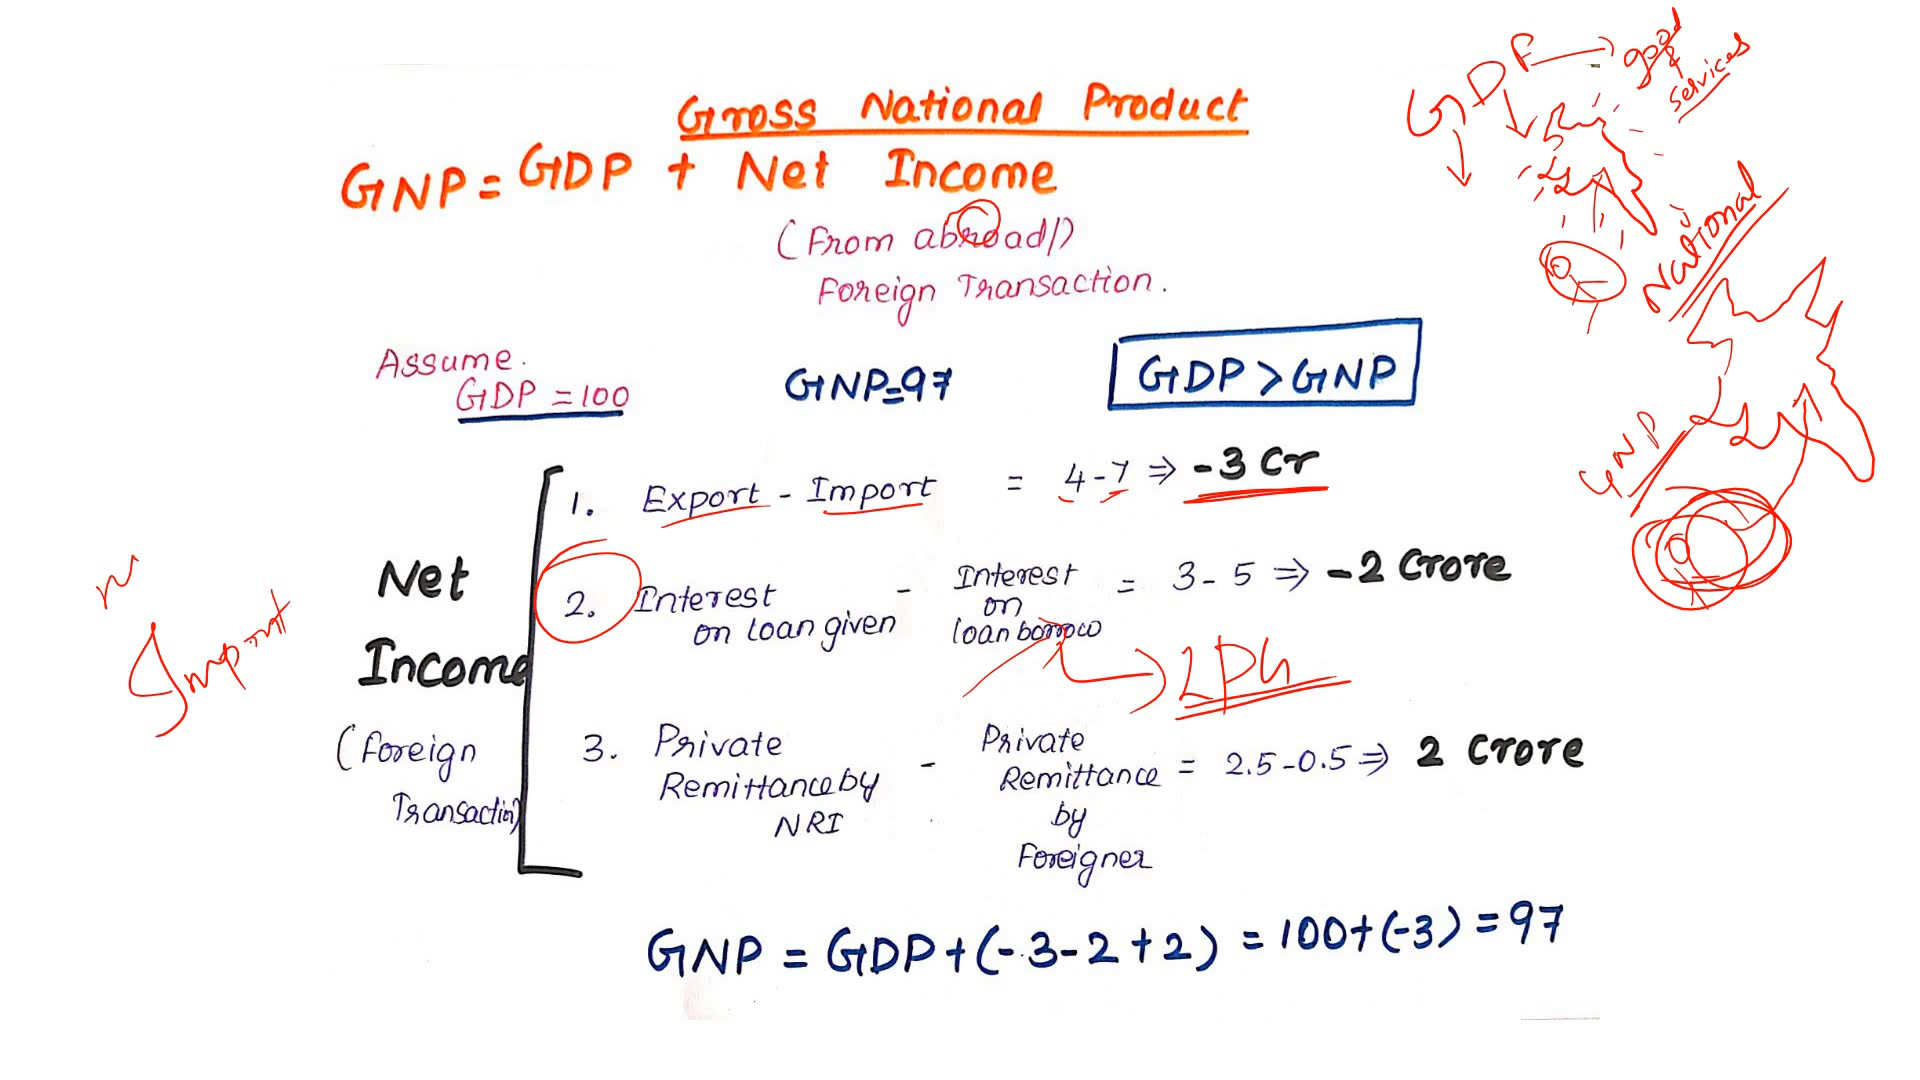 Gross National Product
GNP = GDP + Net Income
(From abroad/)
Foreign Transaction.
Assume.
GDP = 100
GNP=97
GDP > GNP
Net
Income
(Foreign
Transaction)
1. Export - Import = 4-7 ⇒ -3 Cr
2. Interest on loan given - Interest on loan borrow = 3-5 ⇒ -2 Crore
3. Private Remittance by NRI - Private Remittance by Foreigner = 2.5-0.5 ⇒ 2 Crore
GNP = GDP+(-3-2+2) = 100+(-3) = 97
good
&
services
National
GNP
Import